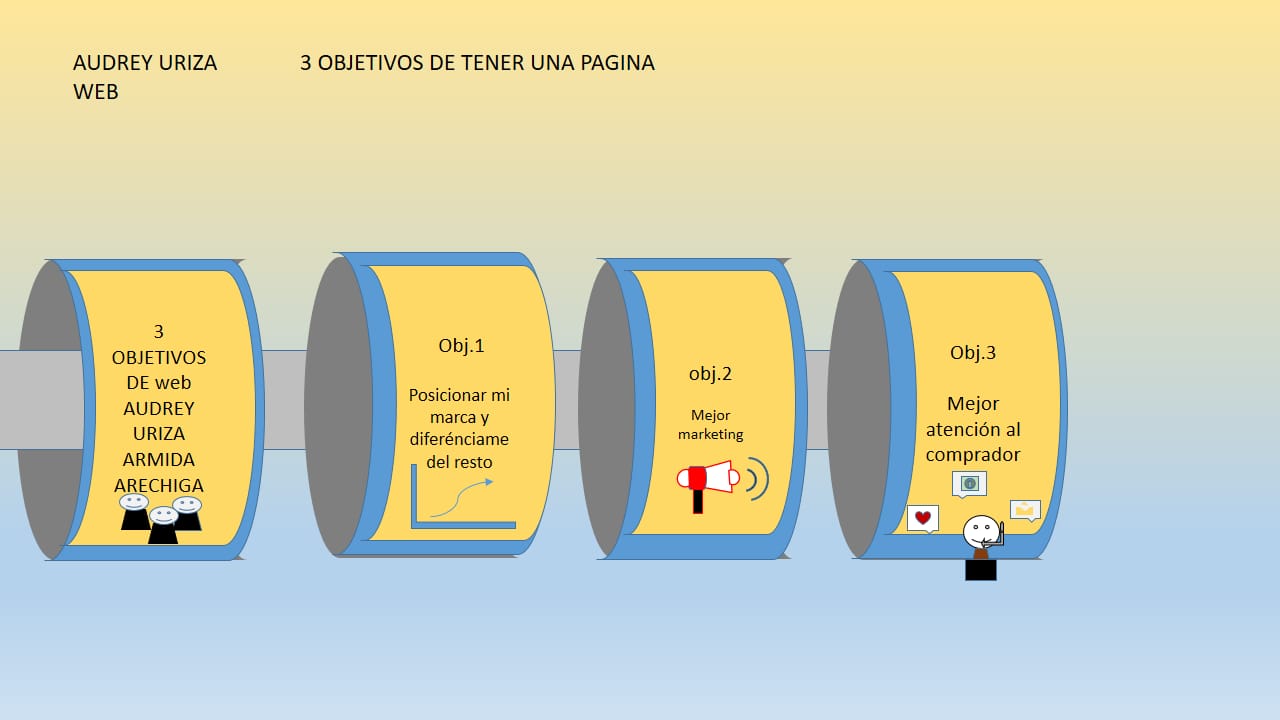 AUDREY URIZA 3 OBJETIVOS DE TENER UNA PAGINA
WEB
3
OBJETIVOS
DE web
AUDREY
URIZA
ARMIDA
ARECHIGA
Obj.1
Posicionar mi
marca y
diferénciame
del resto
obj.2
Mejor
marketing
Obj.3
Mejor
atención al
comprador